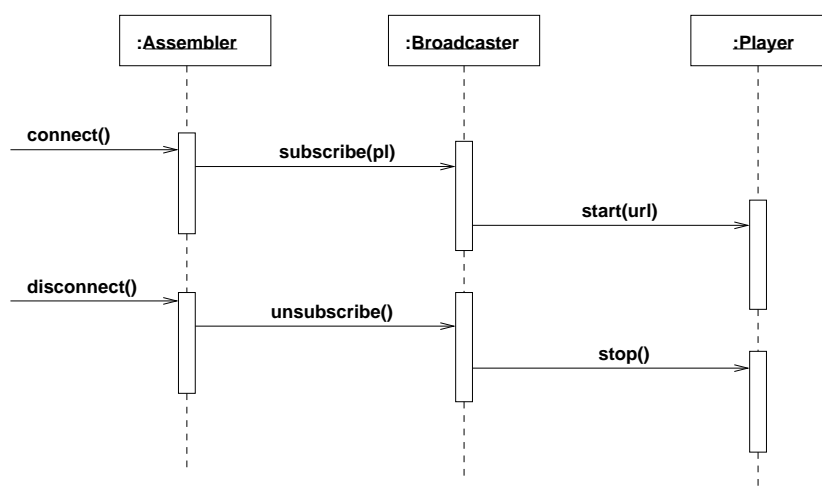 :Assembler
:Broadcaster
:Player
connect()
subscribe(pl)
start(url)
disconnect()
unsubscribe()
stop()